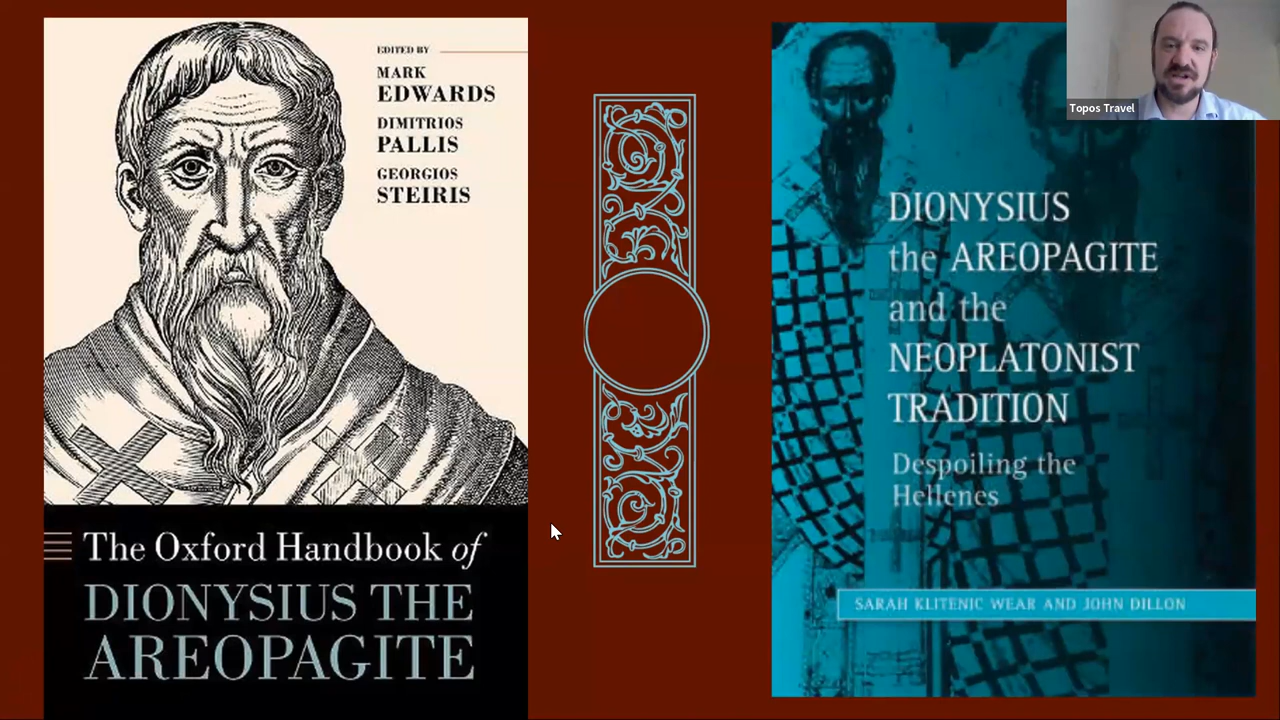 EDITED BY
MARK
EDWARDS
DIMITRIOS
PALLIS
GEORGIOS
STEIRIS
The Oxford Handbook of
DIONYSIUS THE
AREOPAGITE
DIONYSIUS
the AREOPAGITE
and the
NEOPLATONIST
TRADITION
Despoiling the
Hellenes
SARAH KLITENIC WEAR AND JOHN DILLON
Topos Travel